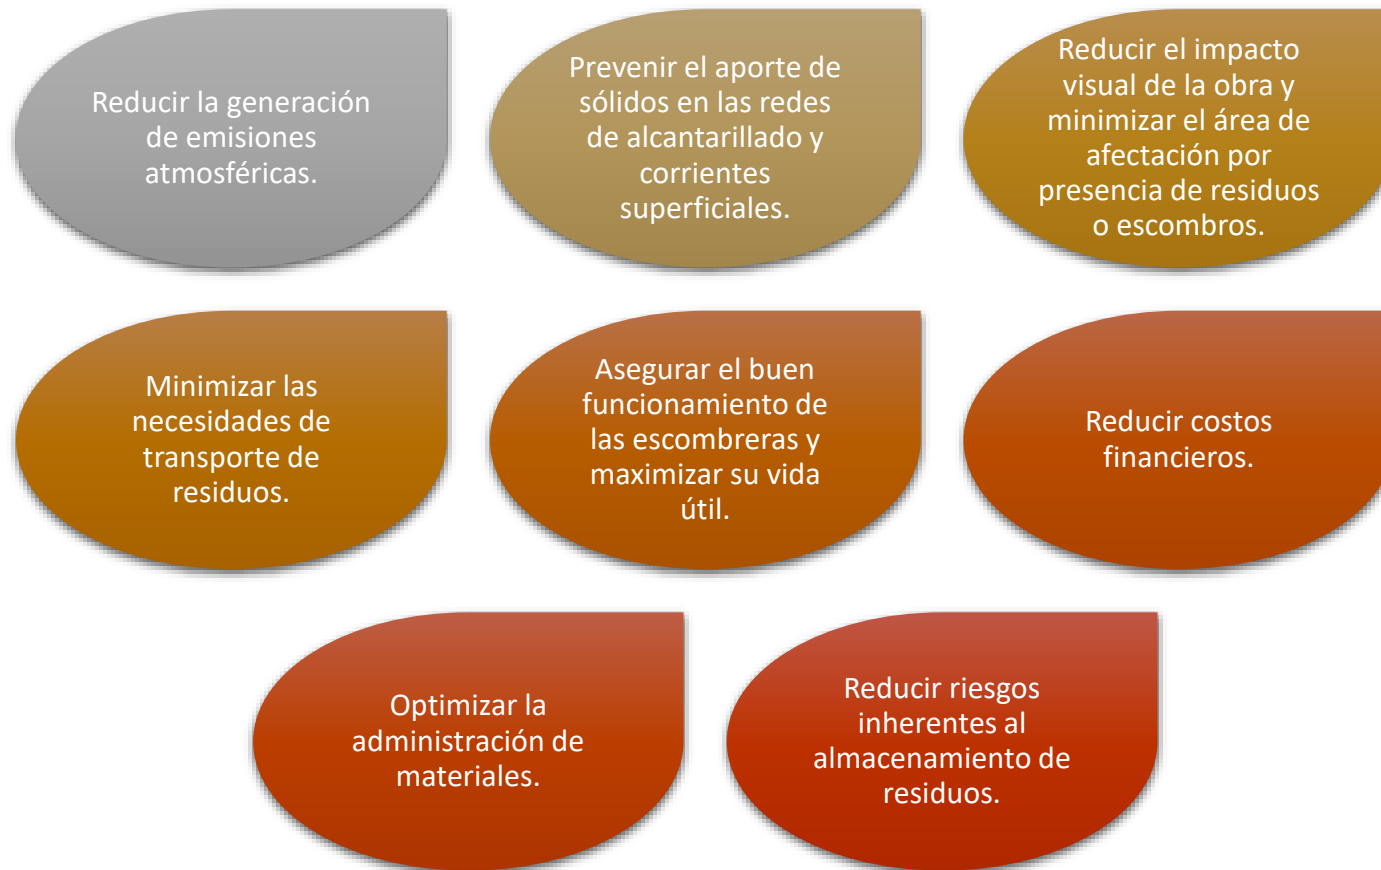 Reducir la generación
de emisiones
atmosféricas.
Prevenir el aporte de
sólidos en las redes
de alcantarillado y
corrientes
superficiales.
Reducir el impacto
visual de la obra y
minimizar el área de
afectación por
presencia de residuos
o escombros.
Minimizar las
necesidades de
transporte de
residuos.
Asegurar el buen
funcionamiento de
las escombreras y
maximizar su vida
útil.
Reducir costos
financieros.
Optimizar la
administración de
materiales.
Reducir riesgos
inherentes al
almacenamiento de
residuos.